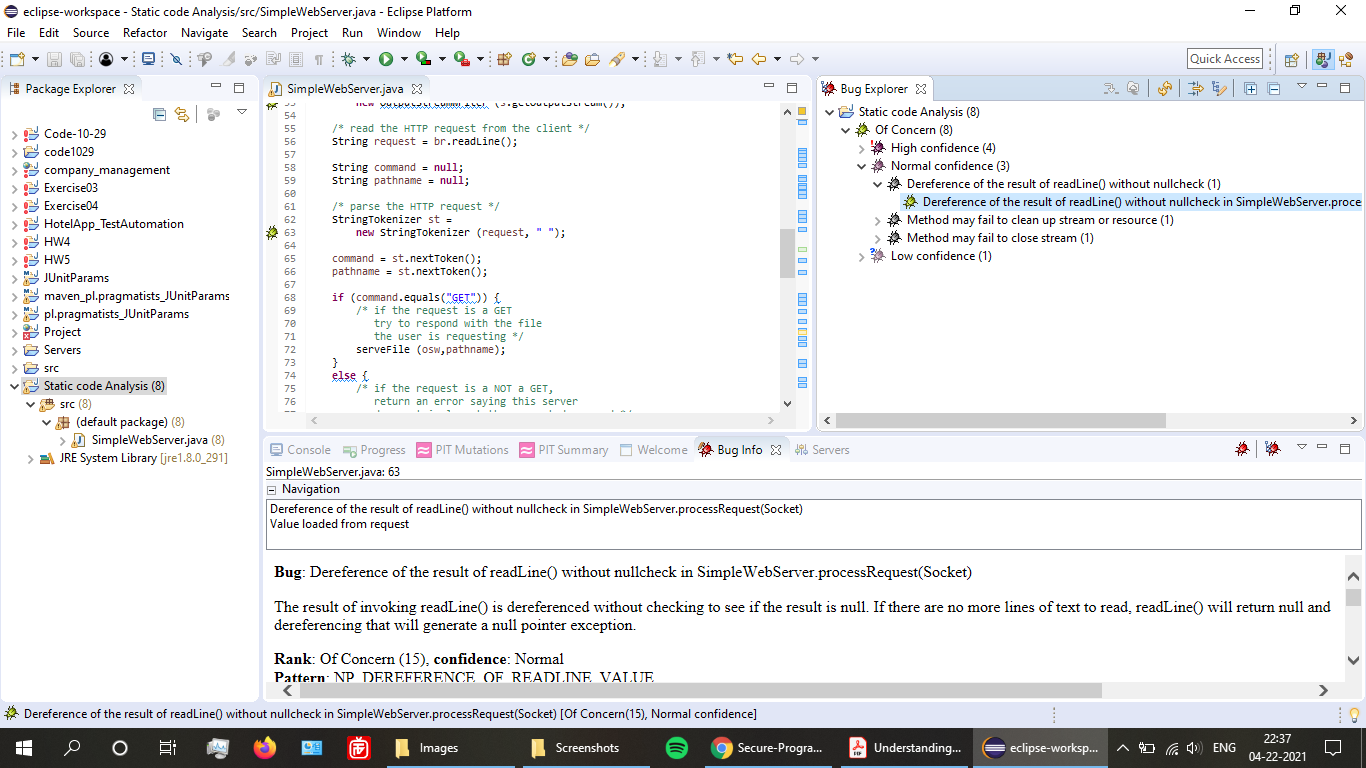 eclipse-workspace - Static code Analysis/src/SimpleWebServer.java - Eclipse Platform
File Edit Source Refactor Navigate Search Project Run Window Help
Quick Access
Package Explorer
Code-10-29
code1029
company_management
Exercise03
Exercise04
HotelApp_TestAutomation
HW4
HW5
JUnitParams
maven_pl.pragmatists_JUnitParams
pl.pragmatists_JUnitParams
Project
Servers
src
Static code Analysis (8)
src (8)
(default package) (8)
SimpleWebServer.java (8)
JRE System Library [jre1.8.0_291]
SimpleWebServer.java
53 new OutputStreamWriter (s.getOutputStream());
54
55 /* read the HTTP request from the client */
56 String request = br.readLine();
57
58 String command = null;
59 String pathname = null;
60
61 /* parse the HTTP request */
62 StringTokenizer st =
63 new StringTokenizer (request, " ");
64
65 command = st.nextToken();
66 pathname = st.nextToken();
67
68 if (command.equals("GET")) {
69 /* if the request is a GET
70 try to respond with the file
71 the user is requesting */
72 serveFile (osw,pathname);
73 }
74 else {
75 /* if the request is a NOT a GET,
76 return an error saying this server
Bug Explorer
Static code Analysis (8)
Of Concern (8)
High confidence (4)
Normal confidence (3)
Dereference of the result of readLine() without nullcheck (1)
Dereference of the result of readLine() without nullcheck in SimpleWebServer.proce
Method may fail to clean up stream or resource (1)
Method may fail to close stream (1)
Low confidence (1)
Console Progress PIT Mutations PIT Summary Welcome Bug Info Servers
SimpleWebServer.java: 63
Navigation
Dereference of the result of readLine() without nullcheck in SimpleWebServer.processRequest(Socket)
Value loaded from request
Bug: Dereference of the result of readLine() without nullcheck in SimpleWebServer.processRequest(Socket)
The result of invoking readLine() is dereferenced without checking to see if the result is null. If there are no more lines of text to read, readLine() will return null and
dereferencing that will generate a null pointer exception.
Rank: Of Concern (15), confidence: Normal
Pattern: NP_DEREFERENCE_OF_READLINE_VALUE
Dereference of the result of readLine() without nullcheck in SimpleWebServer.processRequest(Socket) [Of Concern(15), Normal confidence]
Images
Screenshots
Secure-Progra...
Understanding...
eclipse-worksp...
ENG
22:37
04-22-2021